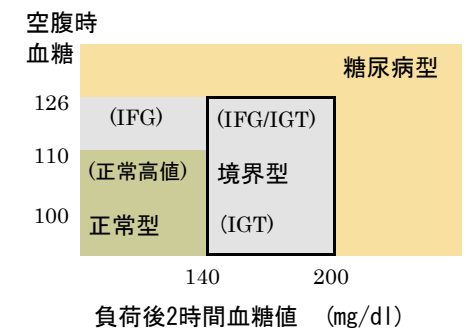 空腹時
血糖
糖尿病型
126
(IFG)
(IFG/IGT)
110
(正常高値)
境界型
100
正常型
(IGT)
140
200
負荷後2時間血糖値 (mg/dl)